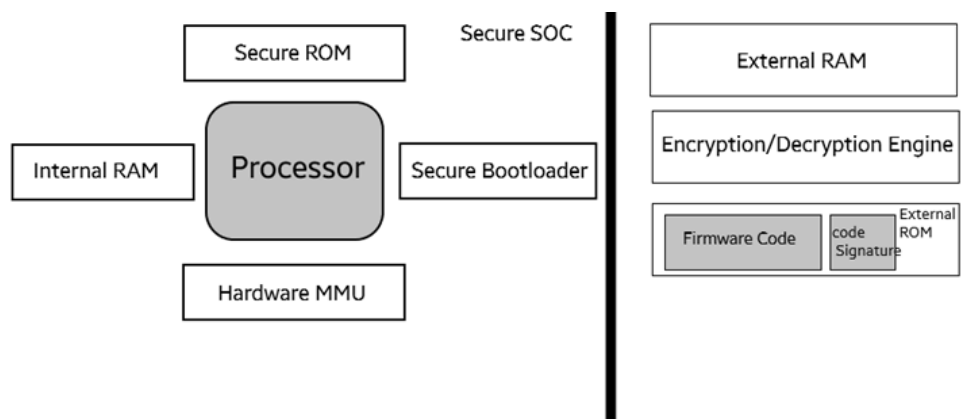 Secure SOC
Secure ROM
Processor
Internal RAM
Secure Bootloader
Hardware MMU
External RAM
Encryption/Decryption Engine
External
ROM
Firmware Code
code
Signature